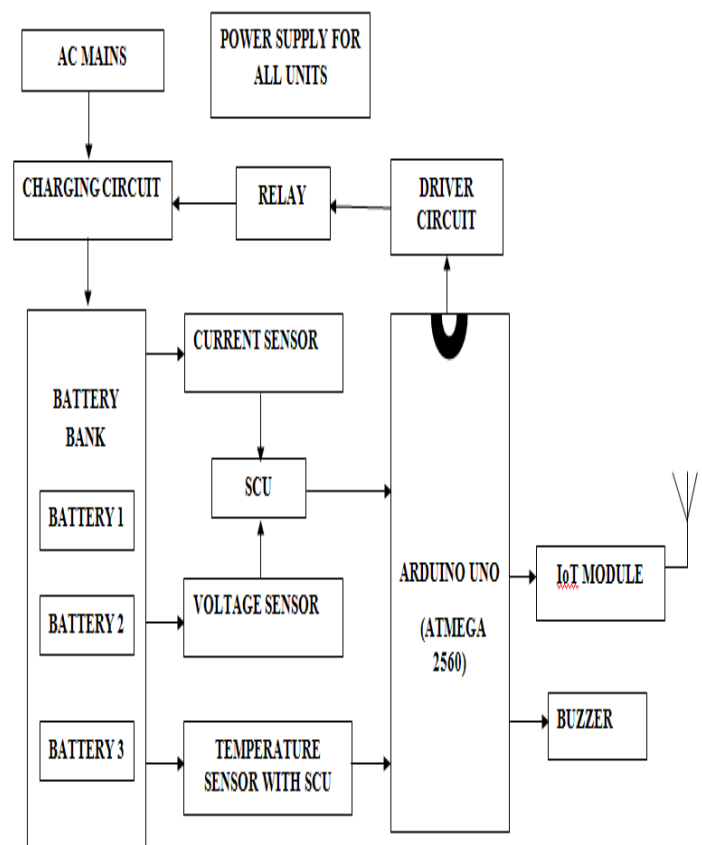 AC MAINS
POWER SUPPLY FOR
ALL UNITS
CHARGING CIRCUIT
RELAY
DRIVER
CIRCUIT
CURRENT SENSOR
BATTERY
BANK
SCU
BATTERY 1
ARDUINO UNO
(ATMEGA
2560)
IoT MODULE
VOLTAGE SENSOR
BATTERY 2
BUZZER
BATTERY 3
TEMPERATURE
SENSOR WITH SCU